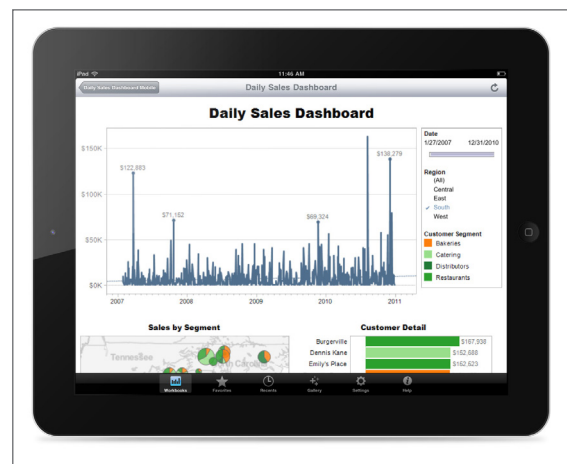 iPad
11:46 AM
Daily Sales Dashboard Mobile
Daily Sales Dashboard
Daily Sales Dashboard
$150K
$100K
$50K
$0K
$122,683
$71,152
$69,324
$138,279
2007
2008
2009
2010
2011
Date
1/27/2007 12/31/2010
Region
(All)
Central
East
✓ South
West
Customer Segment
Bakeries
Catering
Distributors
Restaurants
Sales by Segment
Tennessee
Carolina
Customer Detail
Burgerville $167,938
Dennis Kane
Emily's Place $152,523
Workbooks
Favorites
Recents
Gallery
Settings
Help